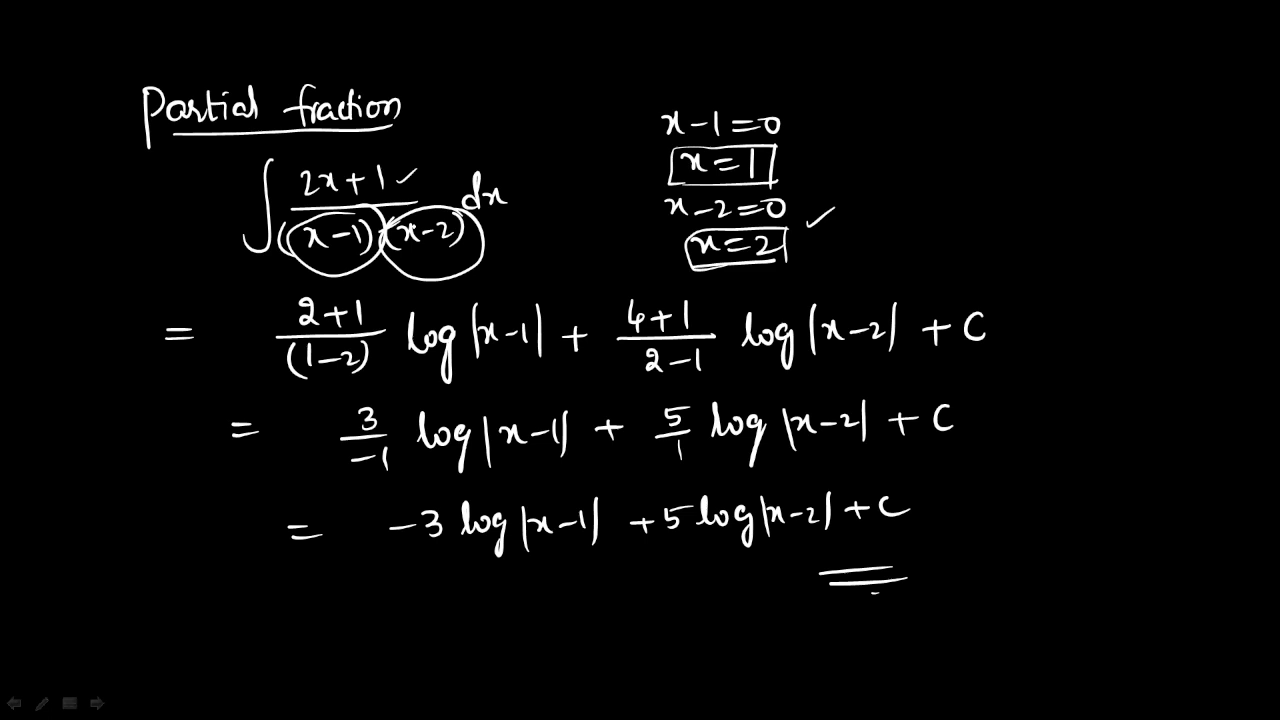 Partial fraction
∫ (2x+1)/((x-1)(x-2)) dx
x-1=0
x=1
x-2=0
x=2
= (2+1)/(1-2) log|x-1| + (4+1)/(2-1) log|x-2| + C
= 3/-1 log|x-1| + 5/1 log|x-2| + C
= -3 log|x-1| +5 log|x-2| + C